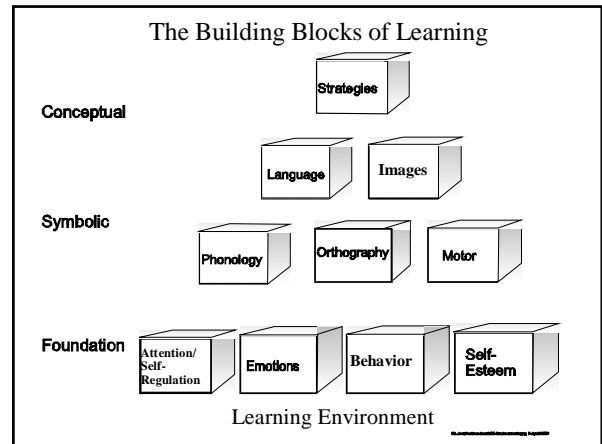 The Building Blocks of Learning
Strategies
Conceptual
Language
Images
Symbolic
Phonology
Orthography
Motor
Foundation
Attention/
Self-
Regulation
Emotions
Behavior
Self-
Esteem
Learning Environment